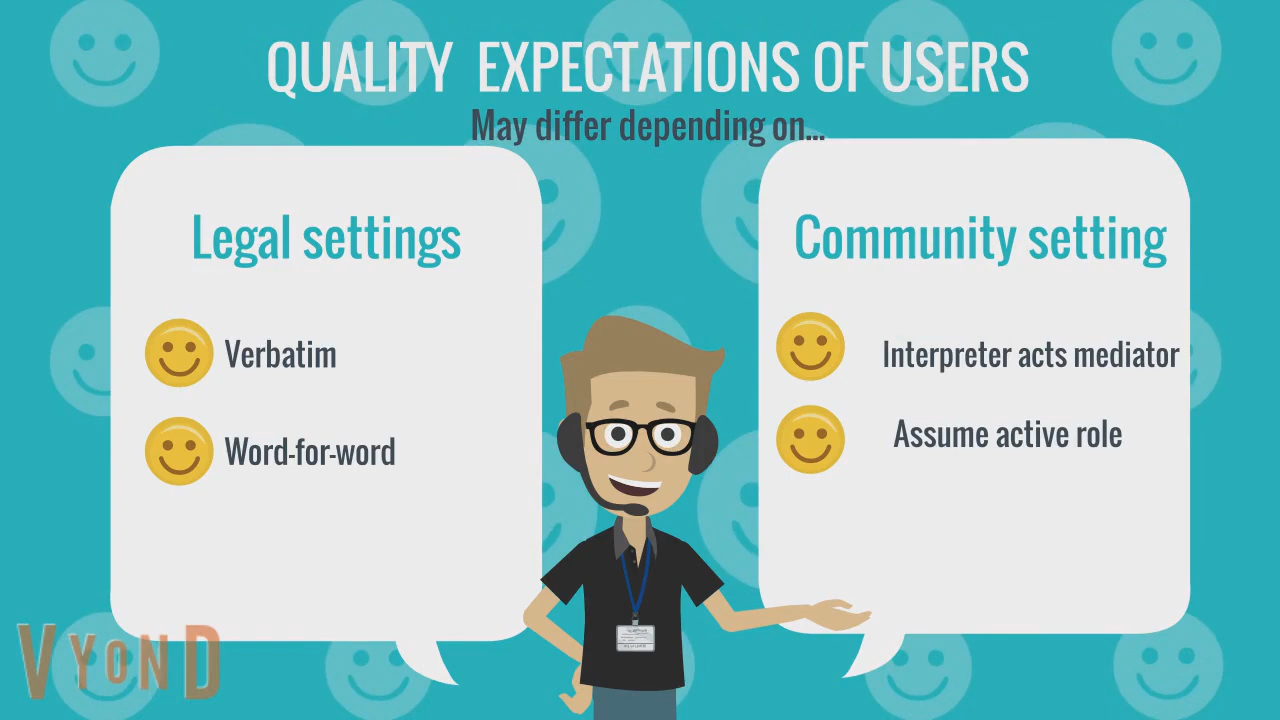 QUALITY EXPECTATIONS OF USERS
May differ depending on...
Legal settings
Verbatim
Word-for-word
Community setting
Interpreter acts mediator
Assume active role
VYOND